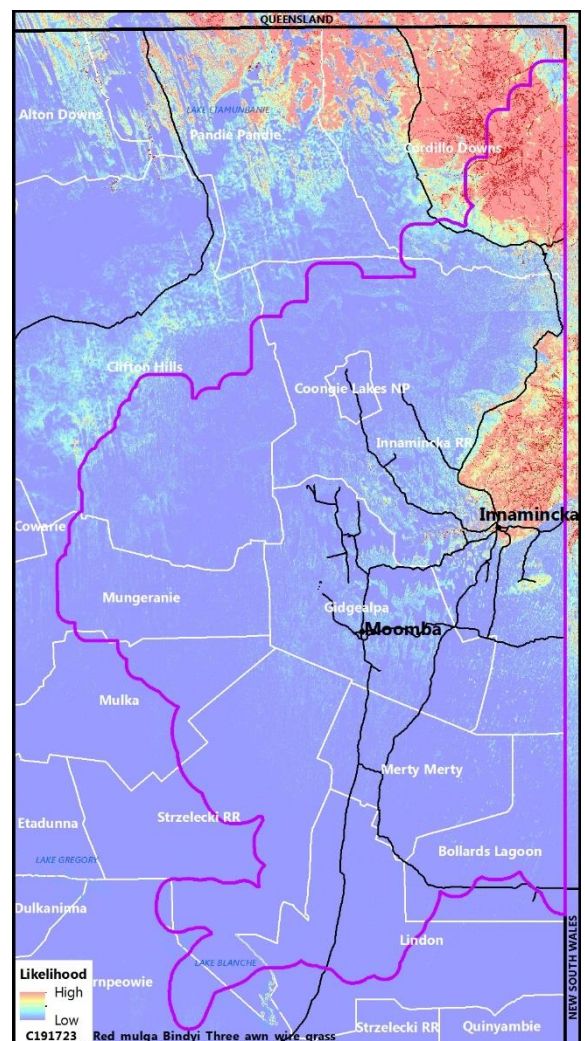 QUEENSLAND
Alton Downs
LAKE ETAMUNBANIE
Pandie Pandie
Cordillo Downs
Clifton Hills
Coongie Lakes NP
Innamincka RR
Innamincka
Cowarie
Mungeranie
Gidgealpa
Moomba
Mulka
Merty Merty
Etadunna
Strzelecki RR
LAKE GREGORY
Bollards Lagoon
Dulkaninna
Lindon
LAKE BLANCHE
NEW SOUTH WALES
Likelihood
High
Low
rnpeowie
Strzelecki RR
Quinyambie
C191723 Red mulga Bindyi Three awn wire grass